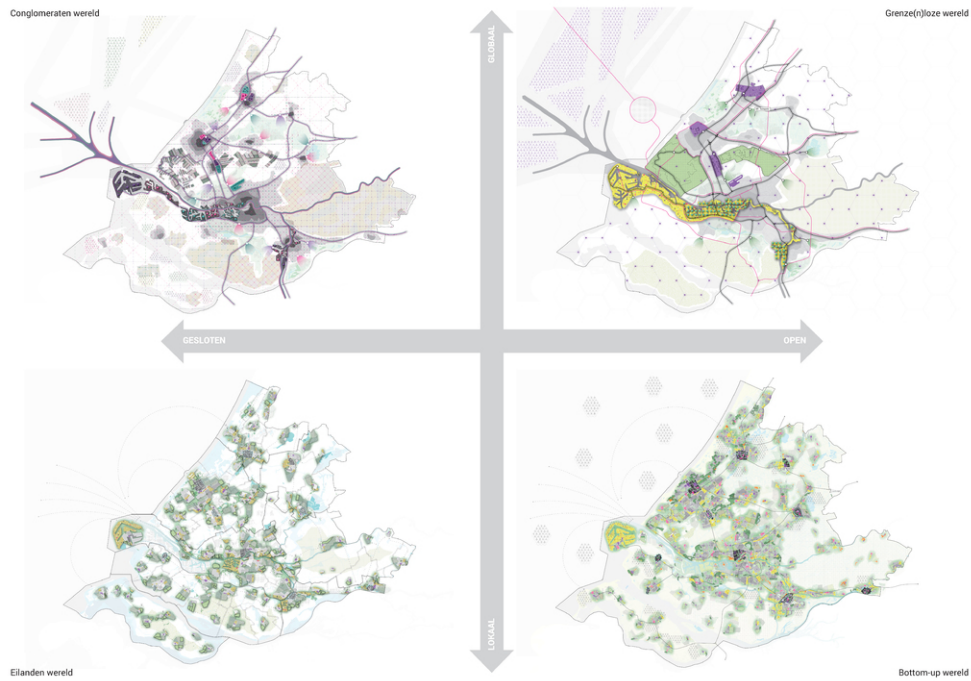 Conglomeraten wereld
Grenze(n)loze wereld
GLOBAAL
GESLOTEN
OPEN
LOKAAL
Eilanden wereld
Bottom-up wereld